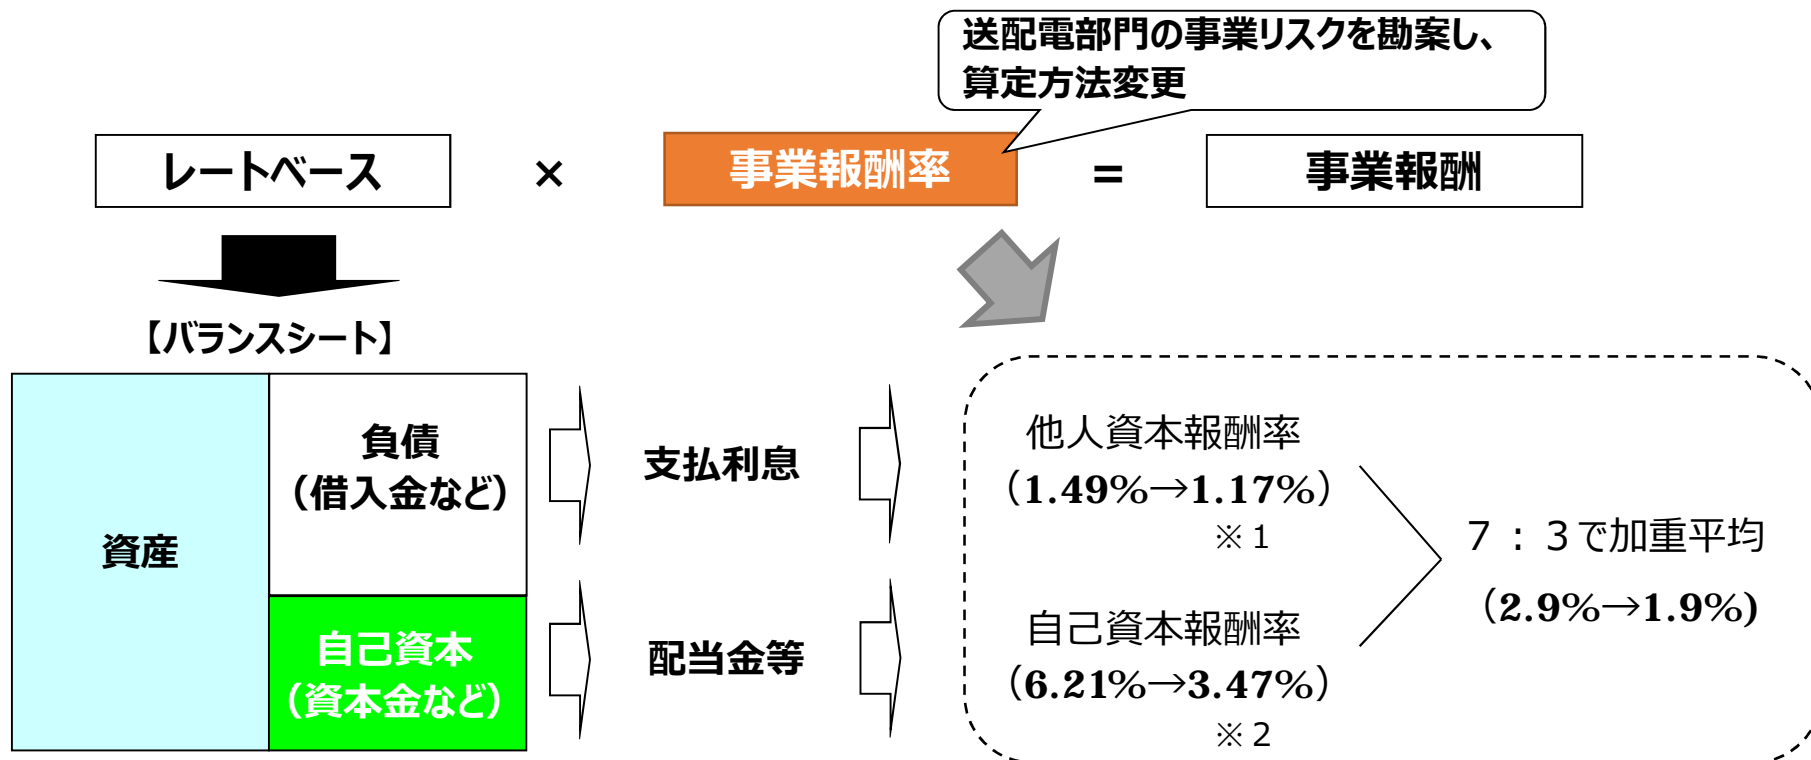 送配電部門の事業リスクを勘案し、
算定方法変更
レートベース × 事業報酬率 = 事業報酬
【バランスシート】
資産
負債
（借入金など）
支払利息
他人資本報酬率
（1.49%→1.17%）
※１
自己資本
（資本金など）
配当金等
自己資本報酬率
（6.21%→3.47%）
※２
７：３で加重平均
（2.9%→1.9%)